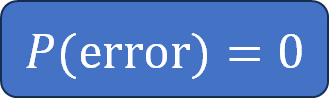 P(error) = 0